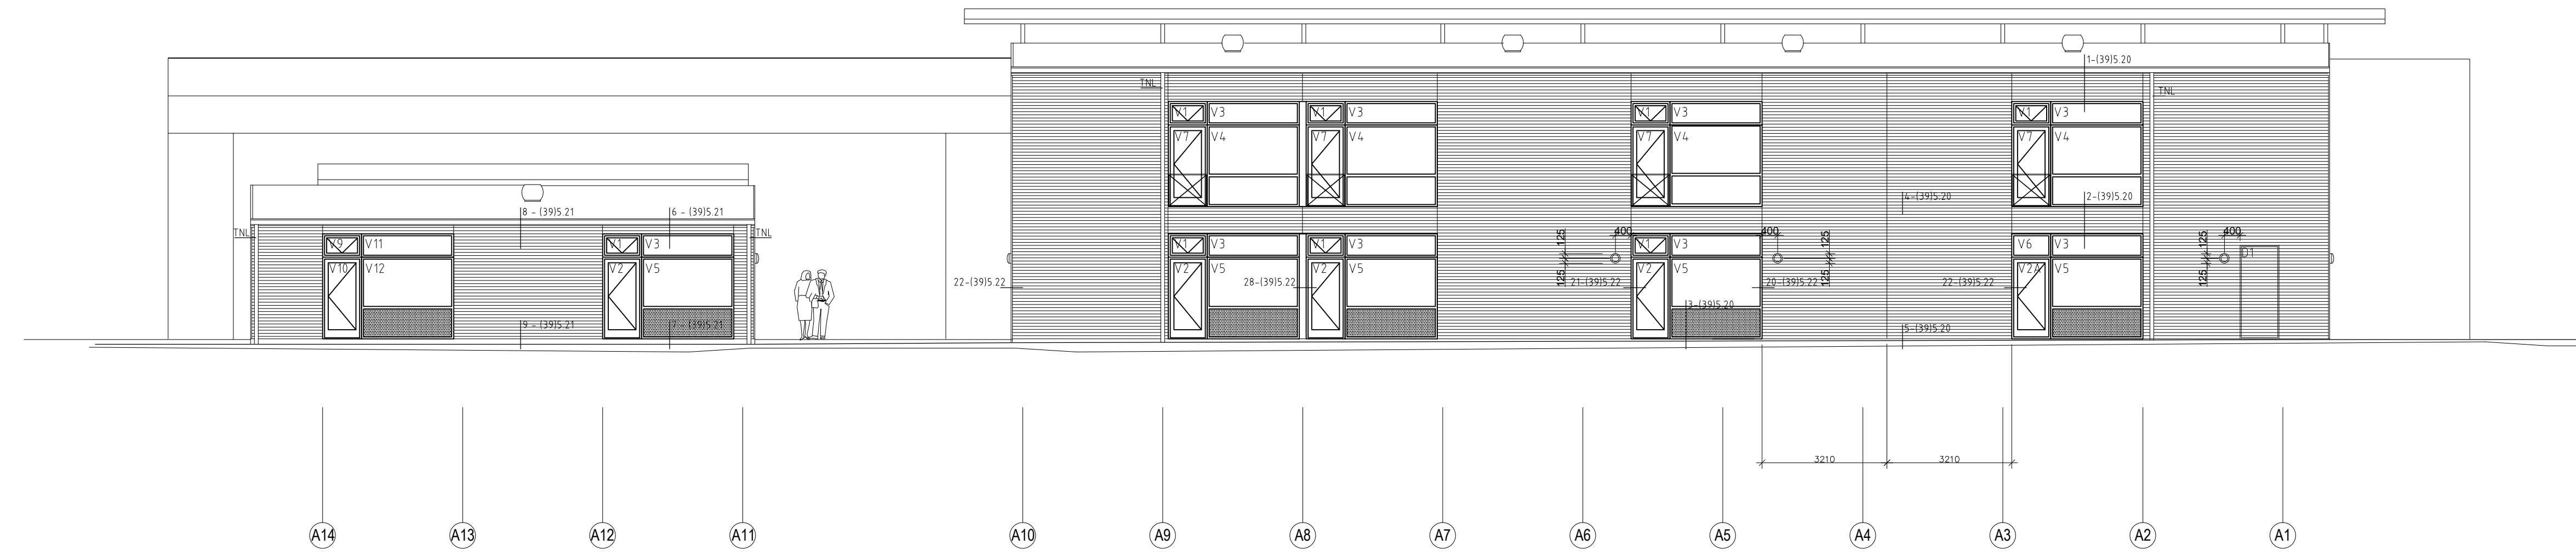 1-(39)5.20
TNL
TNL
V1 V3 V1 V3 V1 V3 V1 V3
V7 V4 V7 V4 V7 V4 V7 V4
4-(39)5.20
2-(39)5.20
8 - (39)5.21
6 - (39)5.21
TNL
TNL
400
400
400
125
125
125
V9 V11 V1 V3 V1 V3 V1 V3 V1 V3 V6 V3
D1
V10 V12 V2 V5 V2 V5 V2 V5 V2 V5 V2A V5
125
125
125
22-(39)5.22
28-(39)5.22
21-(39)5.22
20-(39)5.22
22-(39)5.22
3-(39)5.20
9 - (39)5.21
7 - (39)5.21
5-(39)5.20
3210
3210
A14 A13 A12 A11 A10 A9 A8 A7 A6 A5 A4 A3 A2 A1